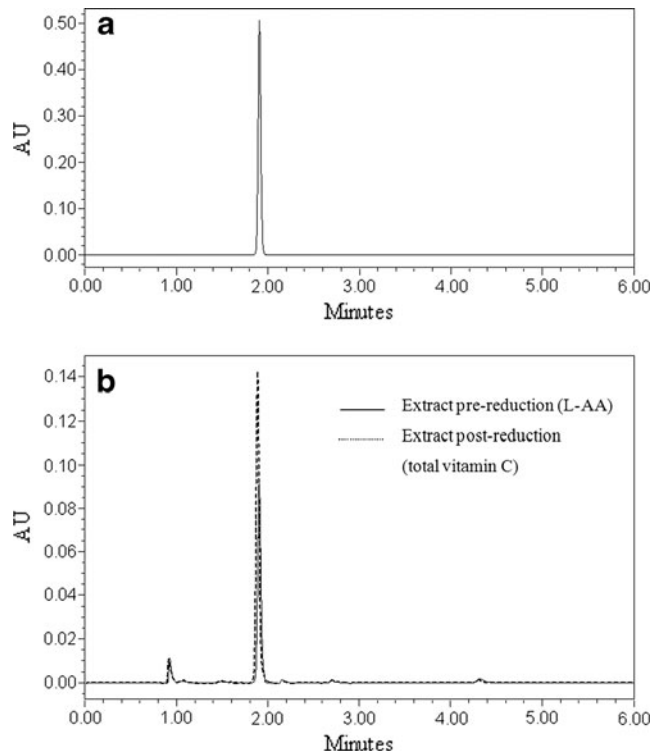 a
0.50
0.40
0.30
0.20
0.10
0.00
AU
0.00 1.00 2.00 3.00 4.00 5.00 6.00
Minutes
b
0.14
0.12
0.10
0.08
0.06
0.04
0.02
0.00
AU
Extract pre-reduction (L-AA)
Extract post-reduction
(total vitamin C)
0.00 1.00 2.00 3.00 4.00 5.00 6.00
Minutes